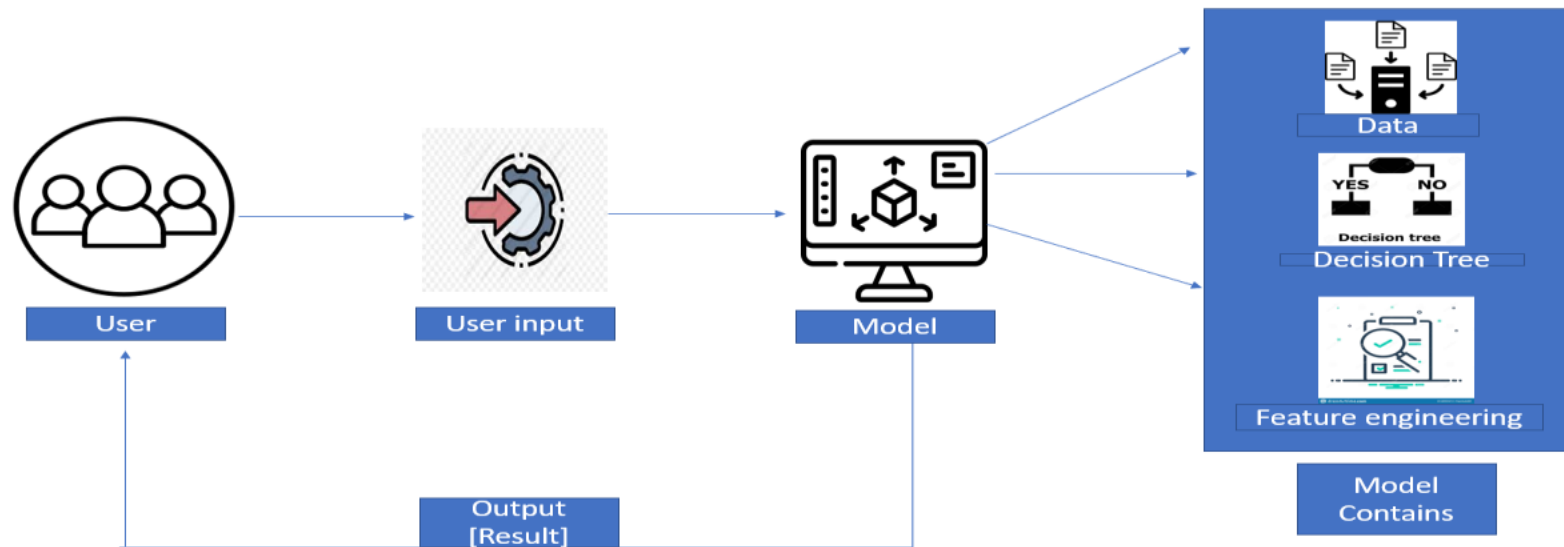 Data
YES NO
Decision tree
Decision Tree
User
User input
Model
Feature engineering
Output
[Result]
Model
Contains